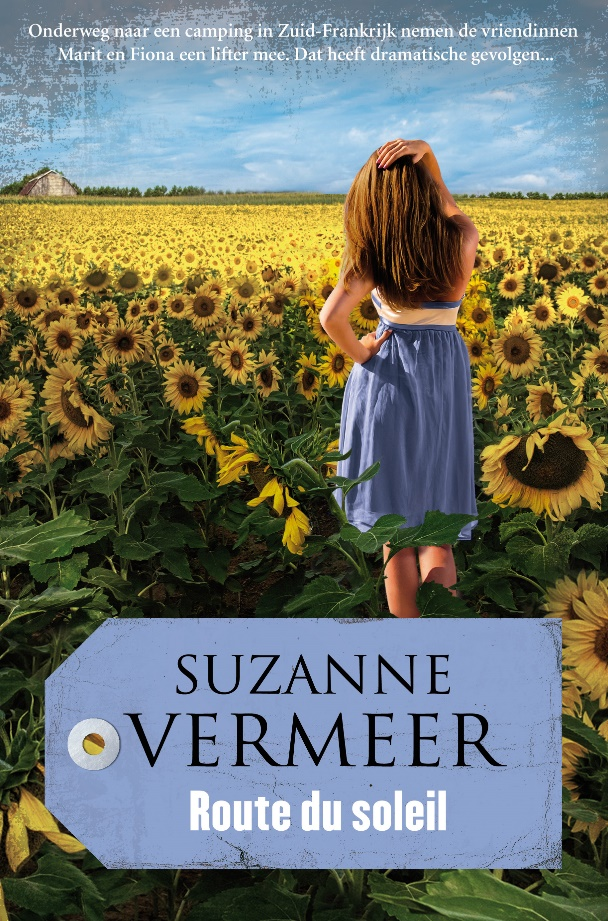 Onderweg naar een camping in Zuid-Frankrijk nemen de vriendinnen
Marit en Fiona een lifter mee. Dat heeft dramatische gevolgen...
SUZANNE
VERMEER
Route du soleil